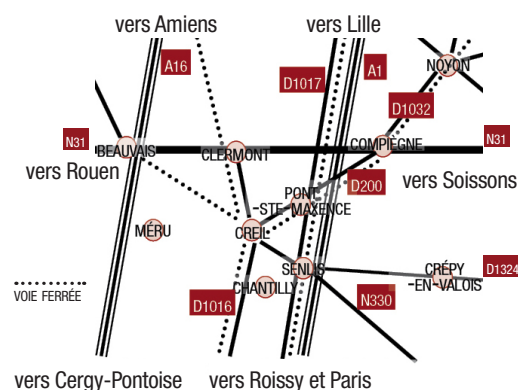 vers Amiens
vers Lille
A16
D1017
A1
NOYON
D1032
N31
BEAUVAIS
CLERMONT
COMPIÈGNE
N31
vers Rouen
D200
vers Soissons
PONT
-STE-MAXENCE
MÉRU
CREIL
SENLIS
CRÉPY
-EN-VALOIS
D1324
VOIE FERRÉE
CHANTILLY
D1016
N330
vers Cergy-Pontoise
vers Roissy et Paris